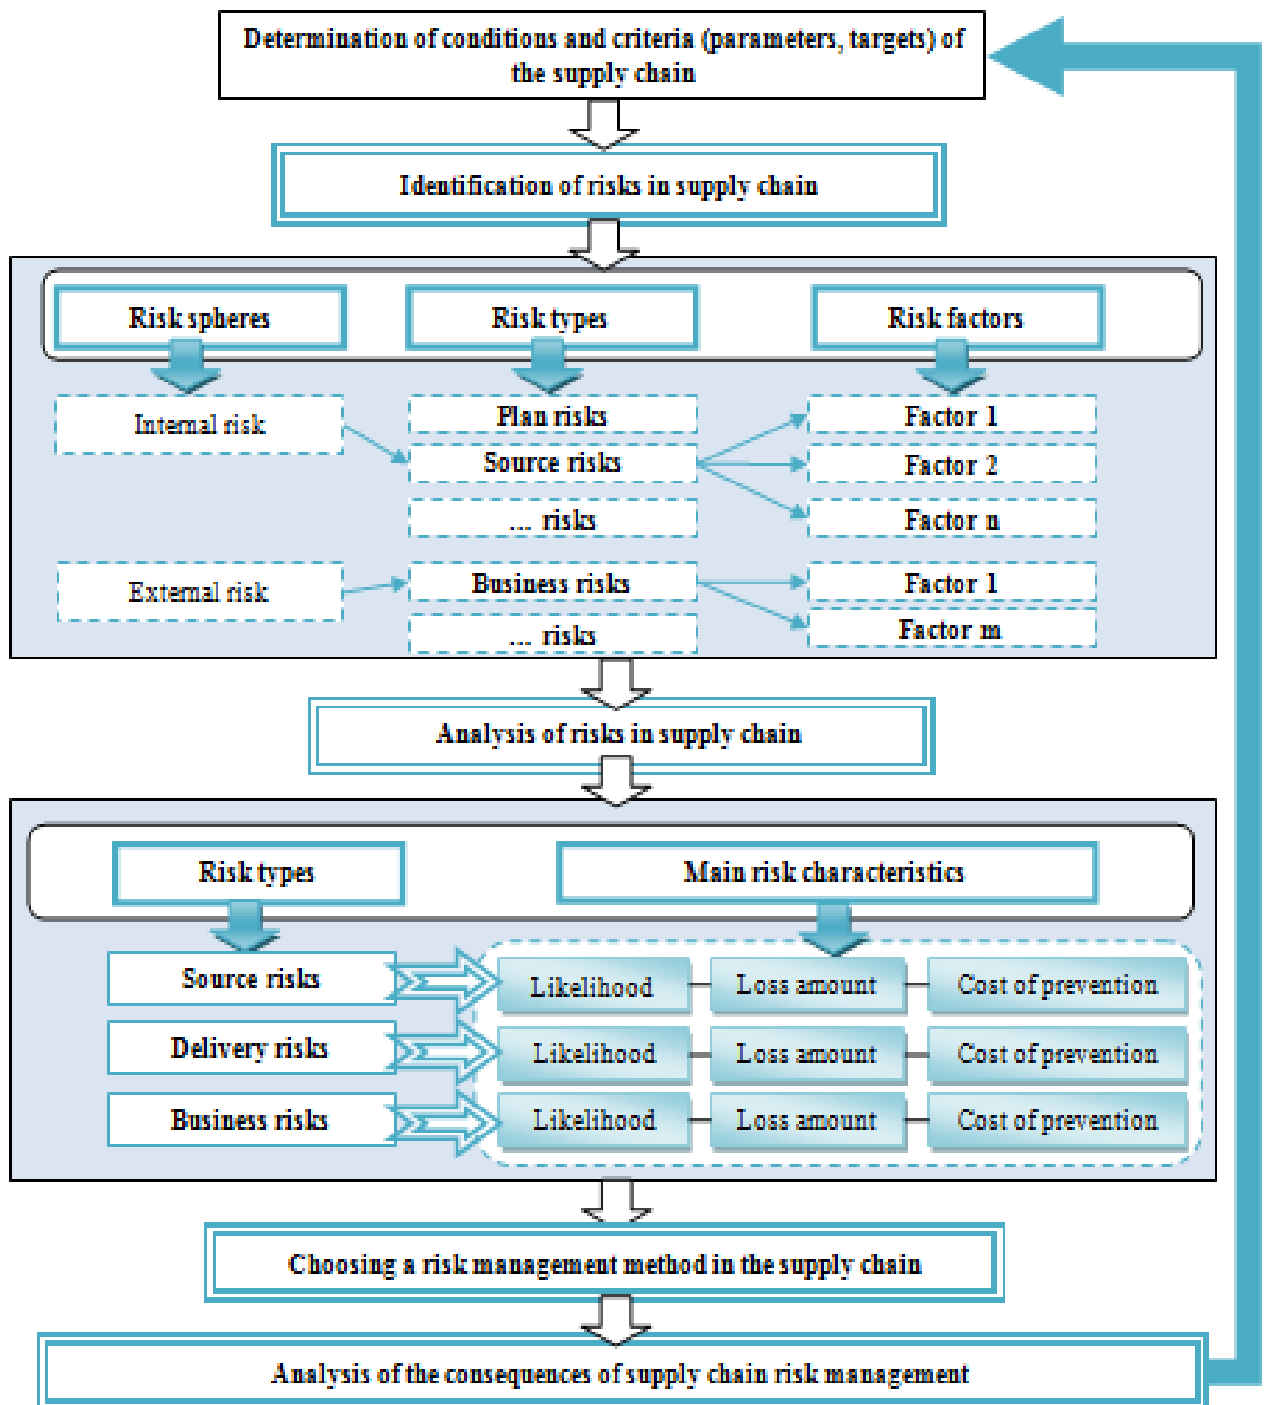 Determination of conditions and criteria (parameters, targets) of
the supply chain
Identification of risks in supply chain
Risk spheres
Risk types
Risk factors
Internal risk
Plan risks
Factor 1
Source risks
Factor 2
... risks
Factor n
External risk
Business risks
Factor 1
... risks
Factor m
Analysis of risks in supply chain
Risk types
Main risk characteristics
Source risks
Likelihood
Loss amount
Cost of prevention
Delivery risks
Likelihood
Loss amount
Cost of prevention
Business risks
Likelihood
Loss amount
Cost of prevention
Choosing a risk management method in the supply chain
Analysis of the consequences of supply chain risk management